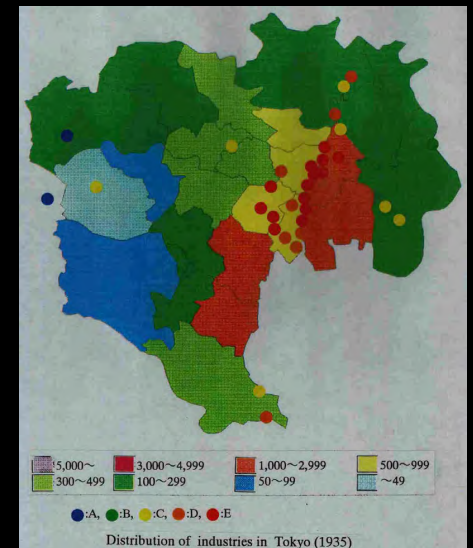 5,000～ 3,000～4,999 1,000～2,999 500～999
300～499 100～299 50～99 ～49
:A, :B, :C, :D, :E
Distribution of industries in Tokyo (1935)